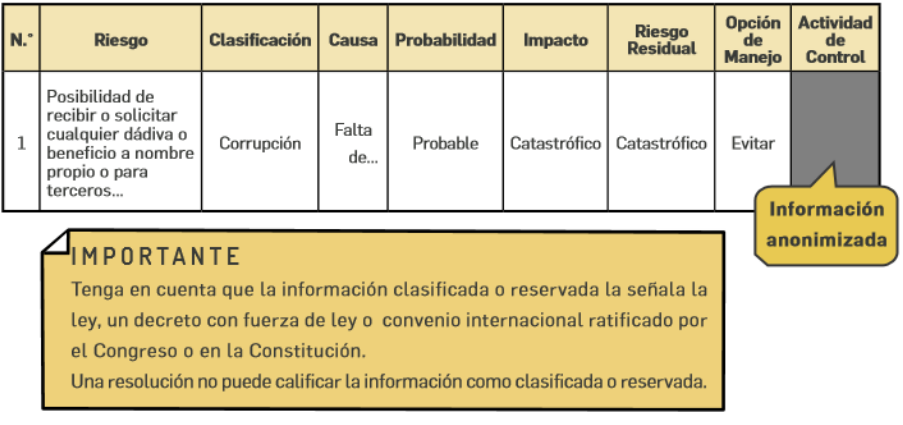 N.° Riesgo Clasificación Causa Probabilidad Impacto Riesgo Residual Opción de Manejo Actividad de Control
1 Posibilidad de recibir o solicitar cualquier dádiva o beneficio a nombre propio o para terceros... Corrupción Falta de... Probable Catastrófico Catastrófico Evitar
Información
anonimizada
IMPORTANTE
Tenga en cuenta que la información clasificada o reservada la señala la
ley, un decreto con fuerza de ley o convenio internacional ratificado por
el Congreso o en la Constitución.
Una resolución no puede calificar la información como clasificada o reservada.